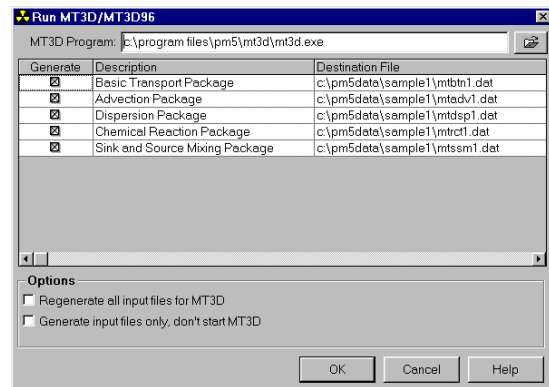 Run MT3D/MT3D96
MT3D Program: c:\program files\pm5\mt3d\mt3d.exe
Generate Description Destination File
Basic Transport Package c:\pm5data\sample1\mtbtn1.dat
Advection Package c:\pm5data\sample1\mtadv1.dat
Dispersion Package c:\pm5data\sample1\mtdsp1.dat
Chemical Reaction Package c:\pm5data\sample1\mtrct1.dat
Sink and Source Mixing Package c:\pm5data\sample1\mtssm1.dat
Options
Regenerate all input files for MT3D
Generate input files only, don't start MT3D
OK Cancel Help